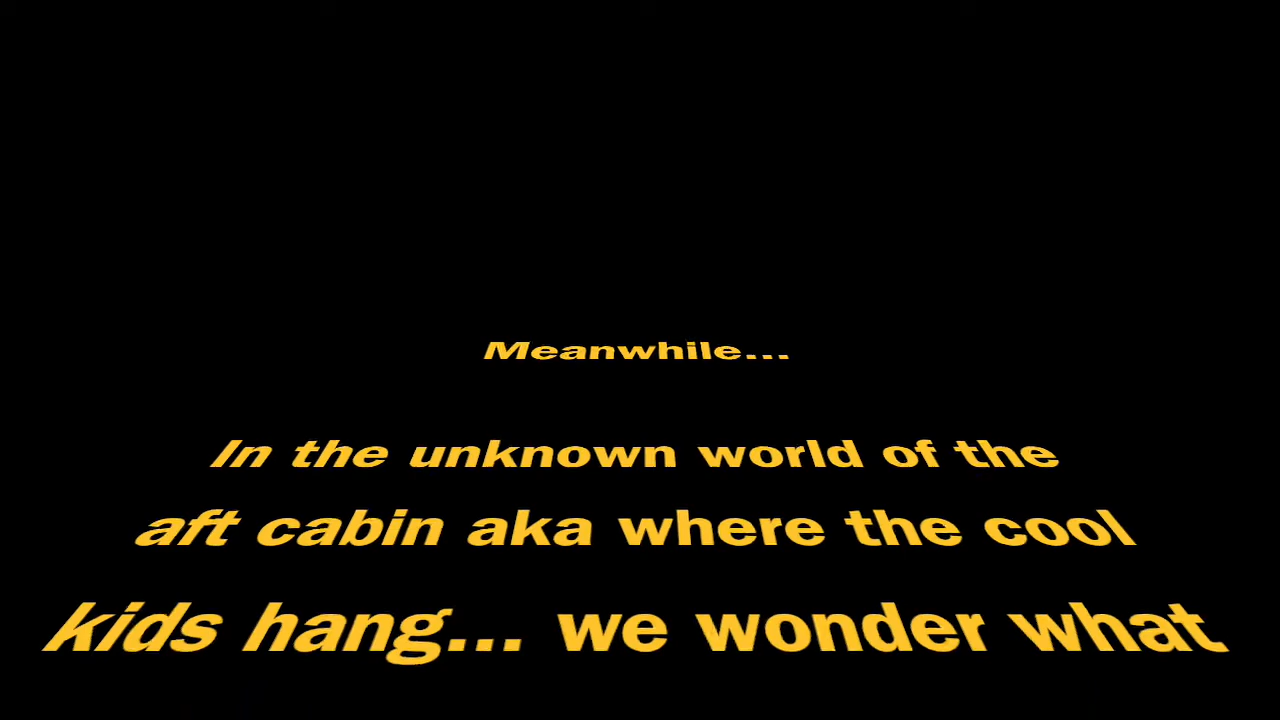 Meanwhile...
In the unknown world of the
aft cabin aka where the cool
kids hang... we wonder what